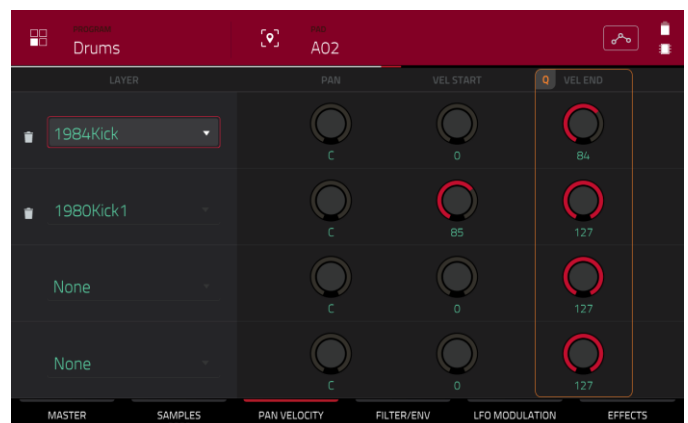 PROGRAM PAD
Drums A02
LAYER PAN VEL START Q VEL END
1984Kick C 0 84
1980Kick1 C 85 127
None C 0 127
None C 0 127
MASTER SAMPLES PAN VELOCITY FILTER/ENV LFO MODULATION EFFECTS